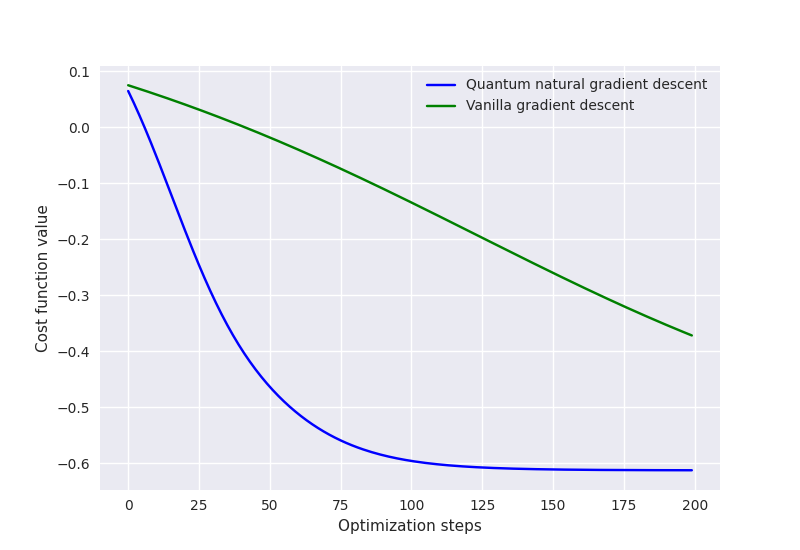 Quantum natural gradient descent
Vanilla gradient descent
0.1
0.0
−0.1
−0.2
−0.3
−0.4
−0.5
−0.6
Cost function value
0 25 50 75 100 125 150 175 200
Optimization steps